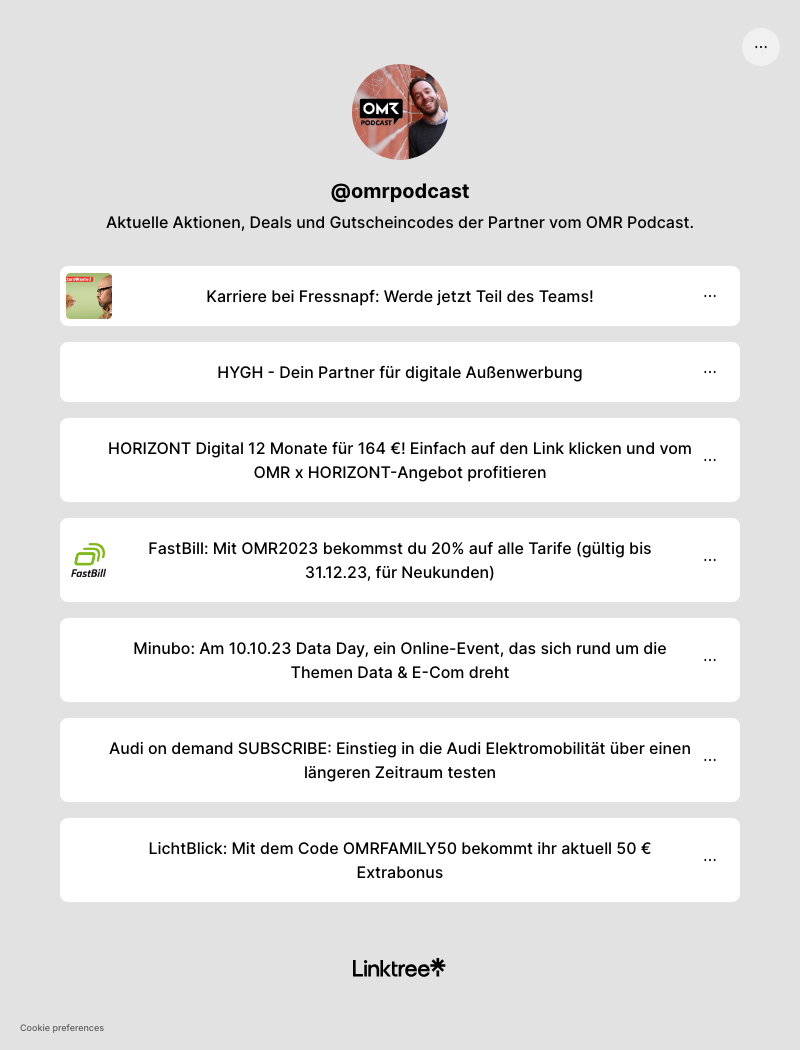 OMR
PODCAST
@omrpodcast
Aktuelle Aktionen, Deals und Gutscheincodes der Partner vom OMR Podcast.
Karriere bei Fressnapf: Werde jetzt Teil des Teams!
HYGH - Dein Partner für digitale Außenwerbung
HORIZONT Digital 12 Monate für 164 €! Einfach auf den Link klicken und vom
OMR x HORIZONT-Angebot profitieren
FastBill
FastBill: Mit OMR2023 bekommst du 20% auf alle Tarife (gültig bis
31.12.23, für Neukunden)
Minubo: Am 10.10.23 Data Day, ein Online-Event, das sich rund um die
Themen Data & E-Com dreht
Audi on demand SUBSCRIBE: Einstieg in die Audi Elektromobilität über einen
längeren Zeitraum testen
LichtBlick: Mit dem Code OMRFAMILY50 bekommt ihr aktuell 50 €
Extrabonus
Linktree
Cookie preferences